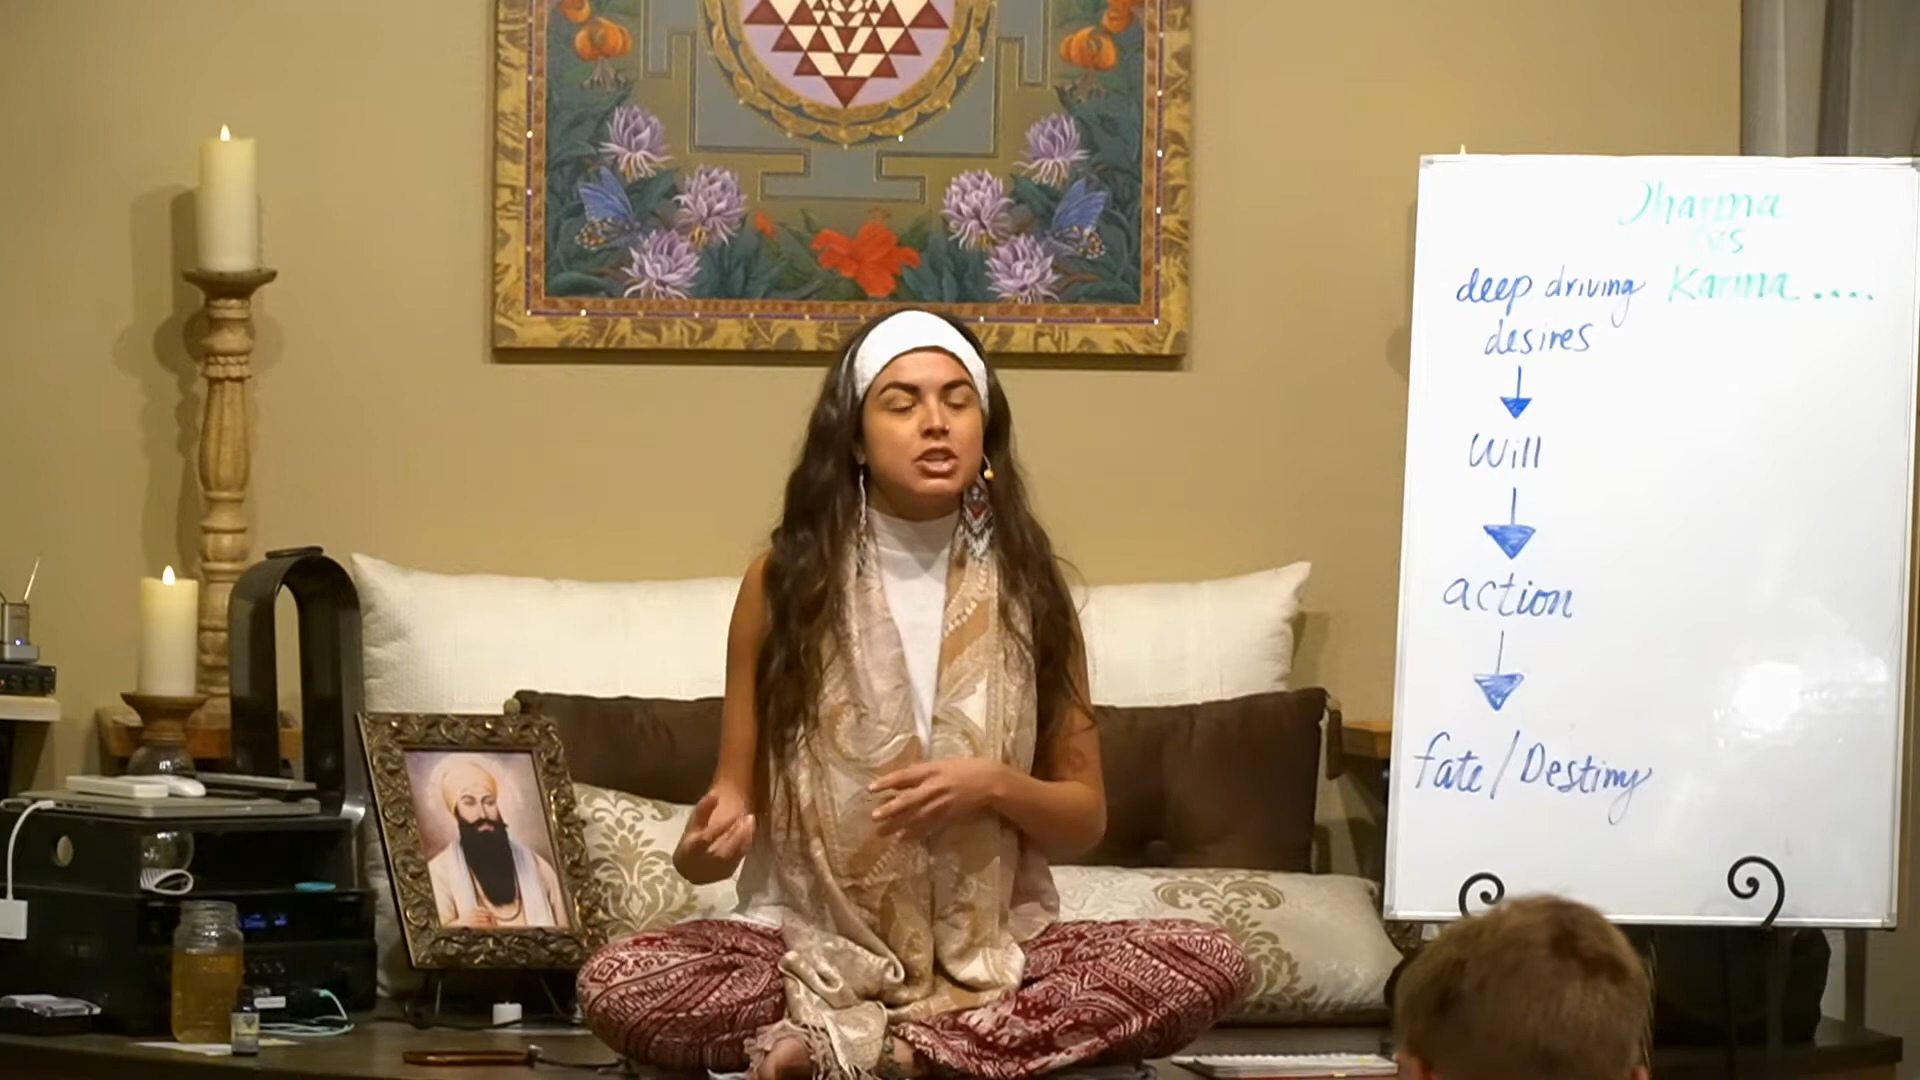 Dharma
vs
Karma ....
deep driving
desires
Will
action
fate/Destiny